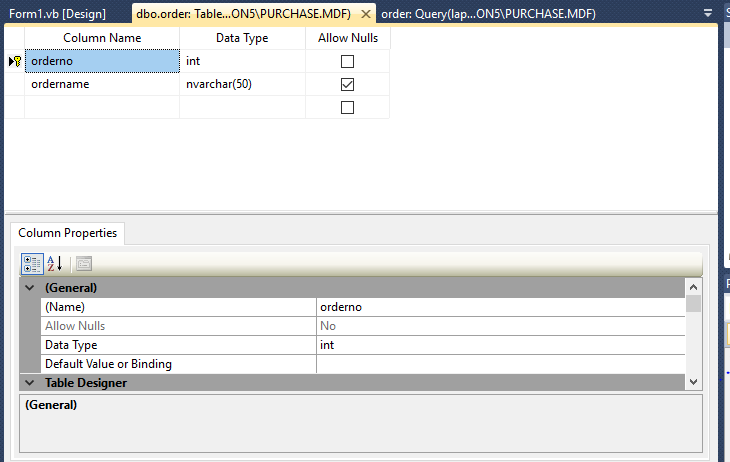 Form1.vb [Design] dbo.order: Table...ON5\PURCHASE.MDF) order: Query(lap...ON5\PURCHASE.MDF)
Column Name Data Type Allow Nulls
orderno int
ordername nvarchar(50)
Column Properties
(General)
(Name) orderno
Allow Nulls No
Data Type int
Default Value or Binding
Table Designer
(General)